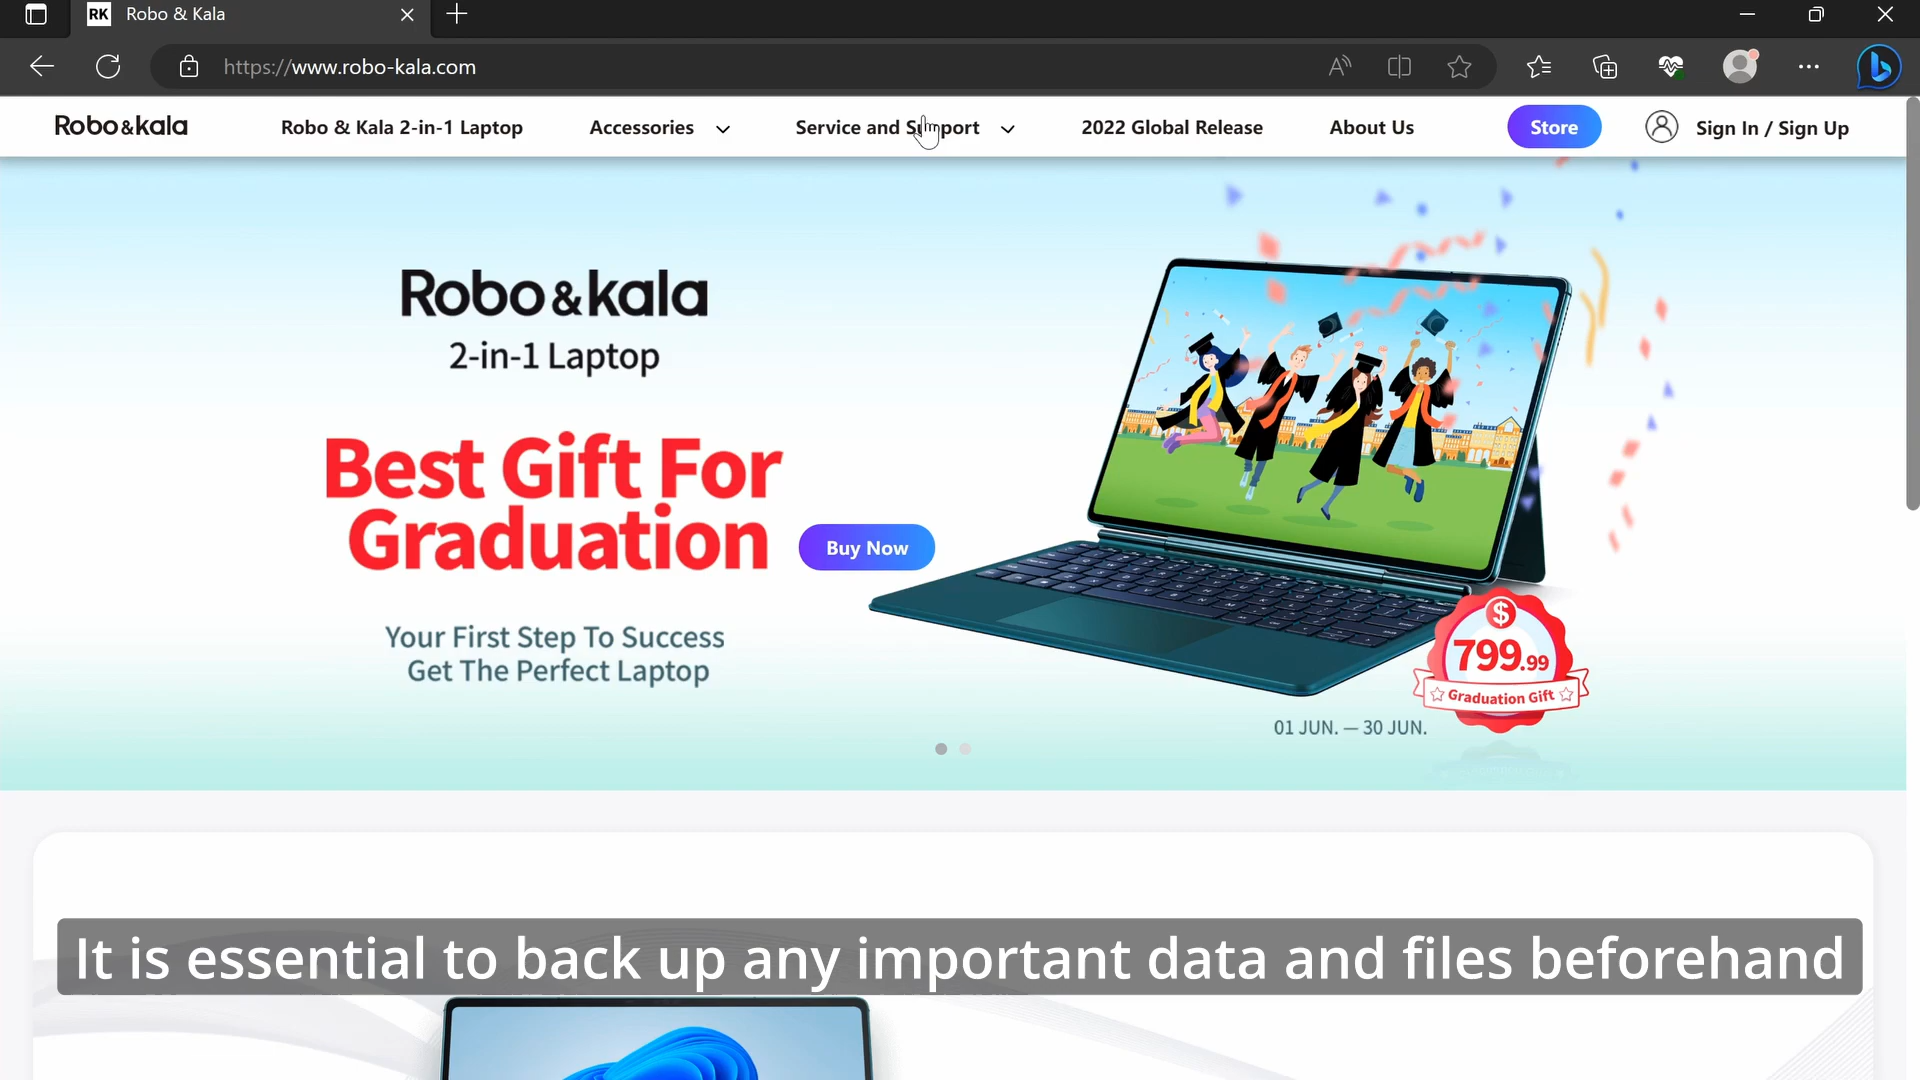 RK Robo & Kala
https://www.robo-kala.com
Robo&kala
Robo & Kala 2-in-1 Laptop
Accessories
Service and Support
2022 Global Release
About Us
Store
Sign In / Sign Up
Robo&kala
2-in-1 Laptop
Best Gift For
Graduation
Buy Now
Your First Step To Success
Get The Perfect Laptop
$
799.99
Graduation Gift
01 JUN. — 30 JUN.
It is essential to back up any important data and files beforehand